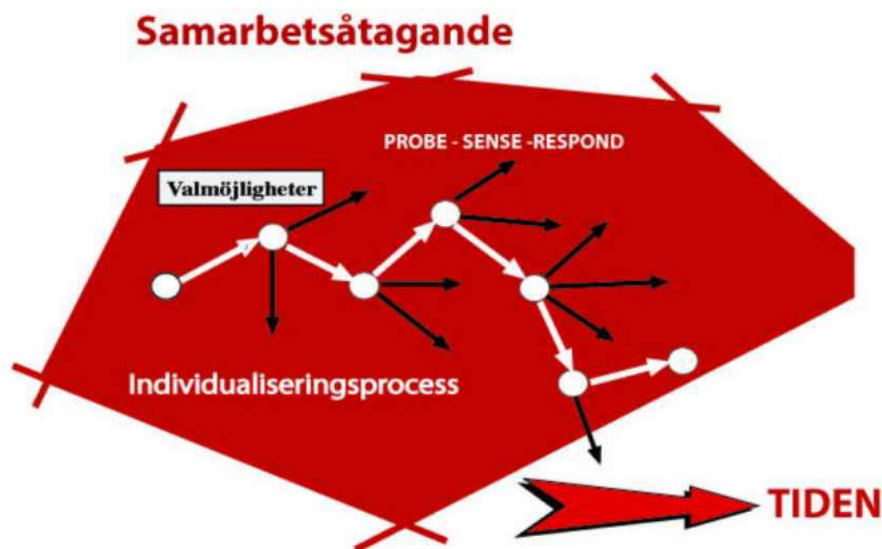 Samarbetsåtagande
PROBE - SENSE -RESPOND
Valmöjligheter
Individualiseringsprocess
TIDEN